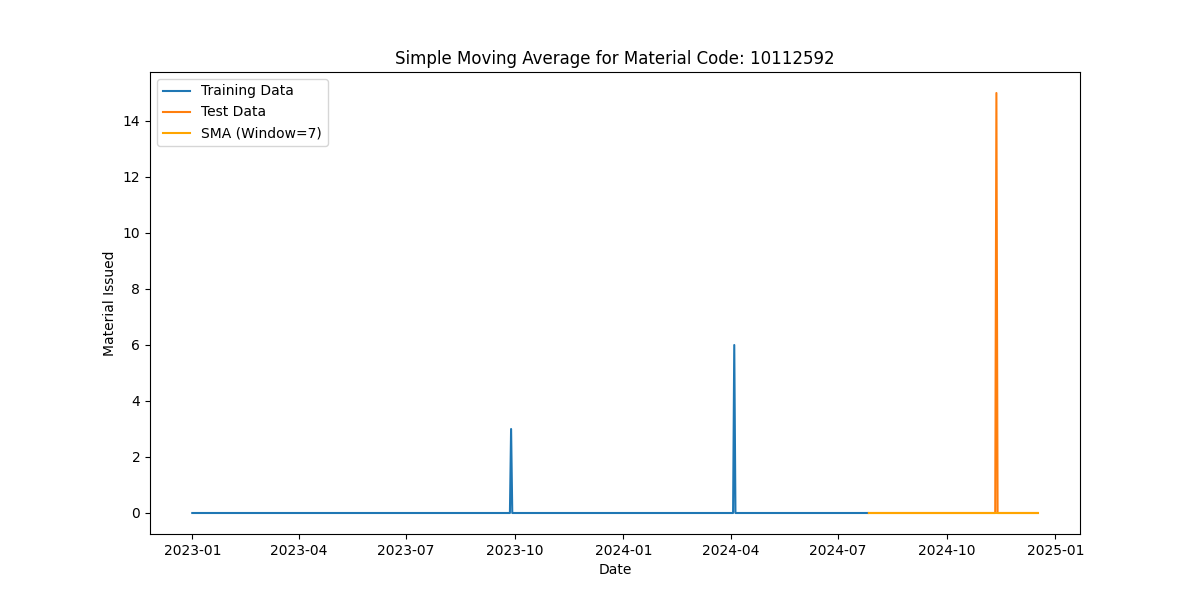 Simple Moving Average for Material Code: 10112592
Training Data
Test Data
SMA (Window=7)
Material Issued
14
12
10
8
6
4
2
0
2023-01 2023-04 2023-07 2023-10 2024-01 2024-04 2024-07 2024-10 2025-01
Date